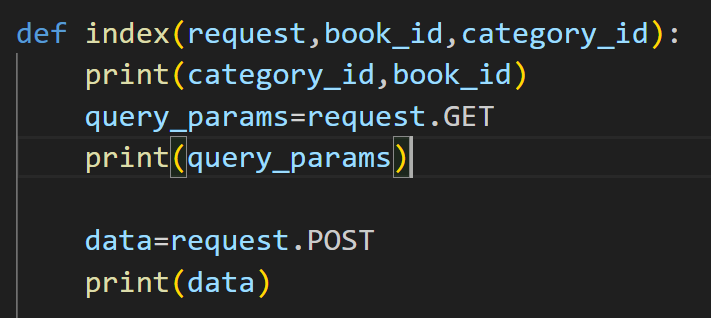 def index(request,book_id,category_id):
    print(category_id,book_id)
    query_params=request.GET
    print(query_params)
    data=request.POST
    print(data)